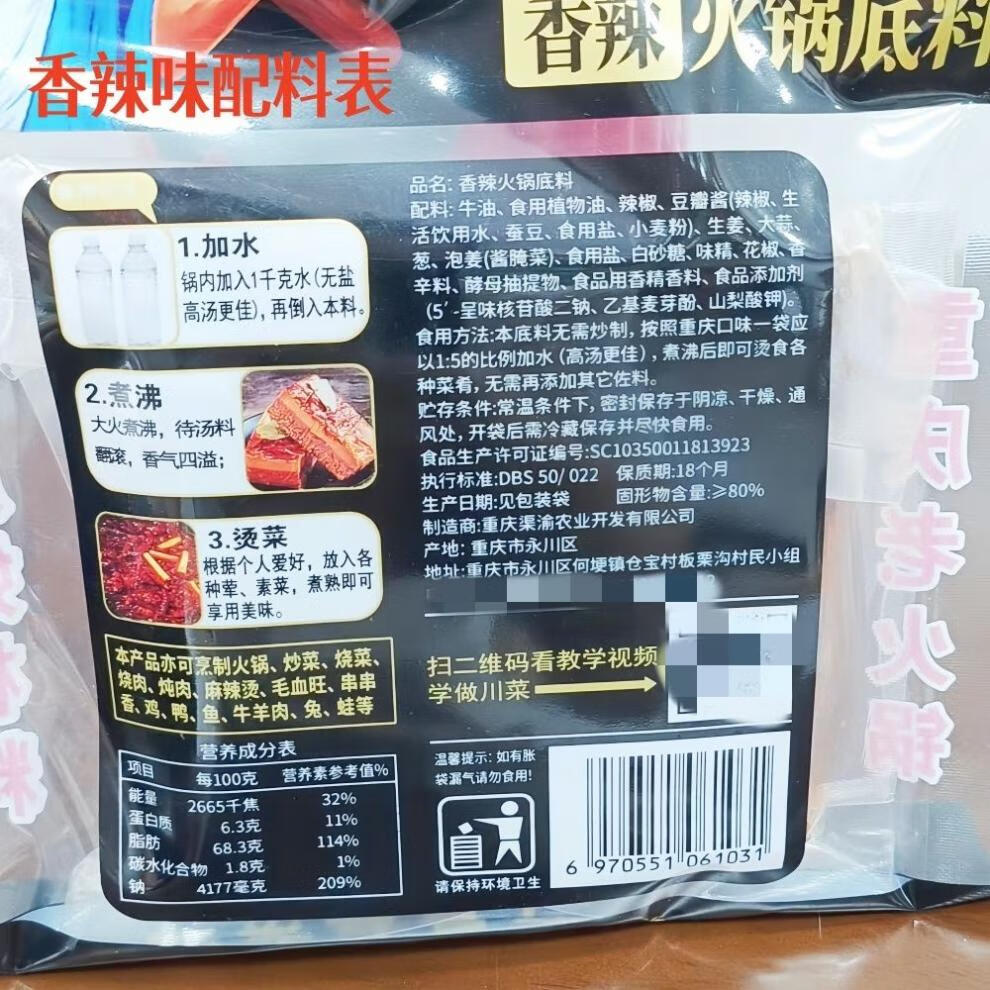 香辣 火锅底料
香辣味配料表
1.加水
锅内加入1千克水(无盐
高汤更佳),再倒入本料。
2.煮沸
大火煮沸,待汤料
翻滚,香气四溢;
3.烫菜
根据个人爱好,放入各
种荤、素菜,煮熟即可
享用美味。
本产品亦可烹制火锅、炒菜、烧菜、
烧肉、炖肉、麻辣烫、毛血旺、串串
香、鸡、鸭、鱼、牛羊肉、兔、蛙等
营养成分表
项目 每100克 营养素参考值%
能量 2665千焦 32%
蛋白质 6.3克 11%
脂肪 68.3克 114%
碳水化合物 1.8克 1%
钠 4177毫克 209%
品名: 香辣火锅底料
配料: 牛油、食用植物油、辣椒、豆瓣酱(辣椒、生
活饮用水、蚕豆、食用盐、小麦粉)、生姜、大蒜、
葱、泡姜(酱腌菜)、食用盐、白砂糖、味精、花椒、香
辛料、酵母抽提物、食品用香精香料、食品添加剂
(5′-呈味核苷酸二钠、乙基麦芽酚、山梨酸钾)。
食用方法:本底料无需炒制,按照重庆口味一袋应
以1:5的比例加水(高汤更佳),煮沸后即可烫食各
种菜肴,无需再添加其它佐料。
贮存条件:常温条件下,密封保存于阴凉、干燥、通
风处,开袋后需冷藏保存并尽快食用。
食品生产许可证编号:SC10350011813923
执行标准:DBS 50/ 022 保质期:18个月
生产日期:见包装袋 固形物含量:≥80%
制造商:重庆渠渝农业开发有限公司
产地: 重庆市永川区
地址:重庆市永川区何埂镇仓宝村板栗沟村民小组
扫二维码看教学视频
学做川菜
温馨提示: 如有胀
袋漏气请勿食用!
请保持环境卫生
6 970551 061031
重庆老火锅